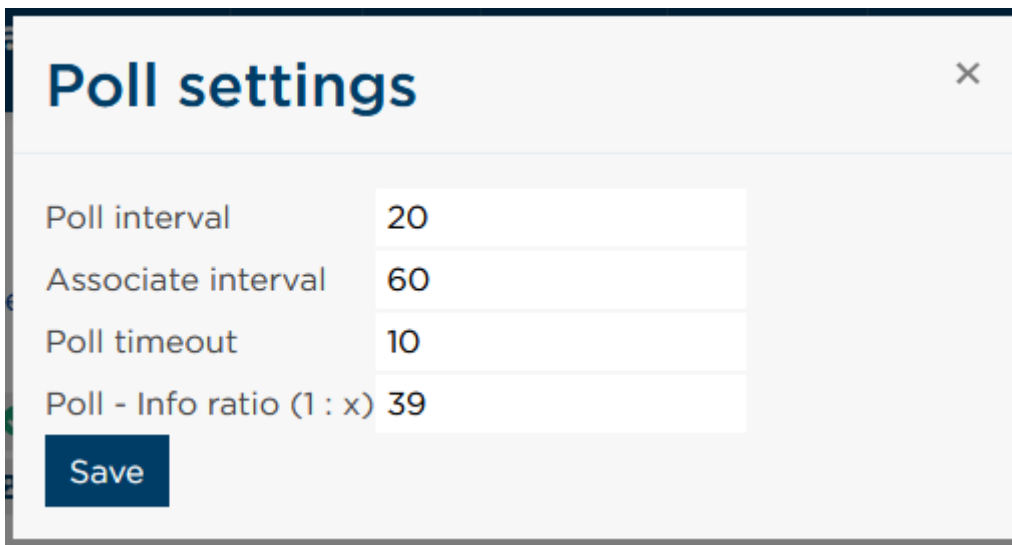 Poll settings ×
Poll interval 20
Associate interval 60
Poll timeout 10
Poll - Info ratio (1 : x) 39
Save